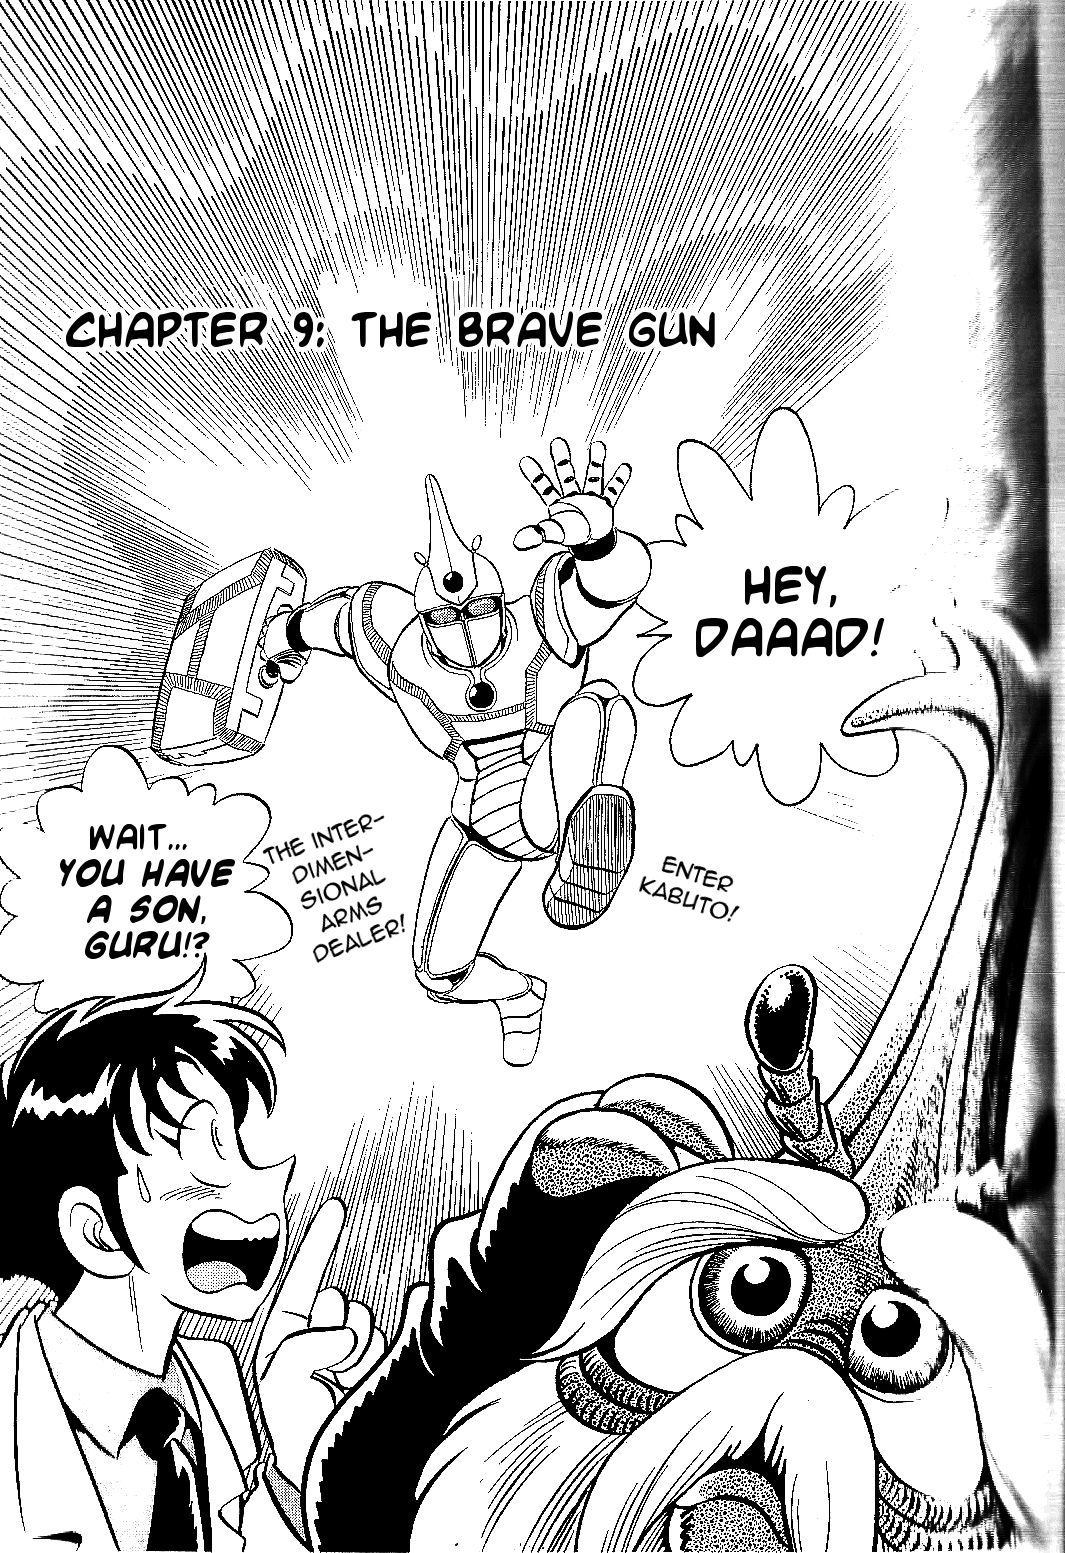 CHAPTER 9: THE BRAVE GUN
HEY,
DAAAD!
ENTER
KABUTO!
THE INTER-
DIMEN-
SIONAL
ARMS
DEALER!
WAIT...
YOU HAVE
A SON,
GURU!?